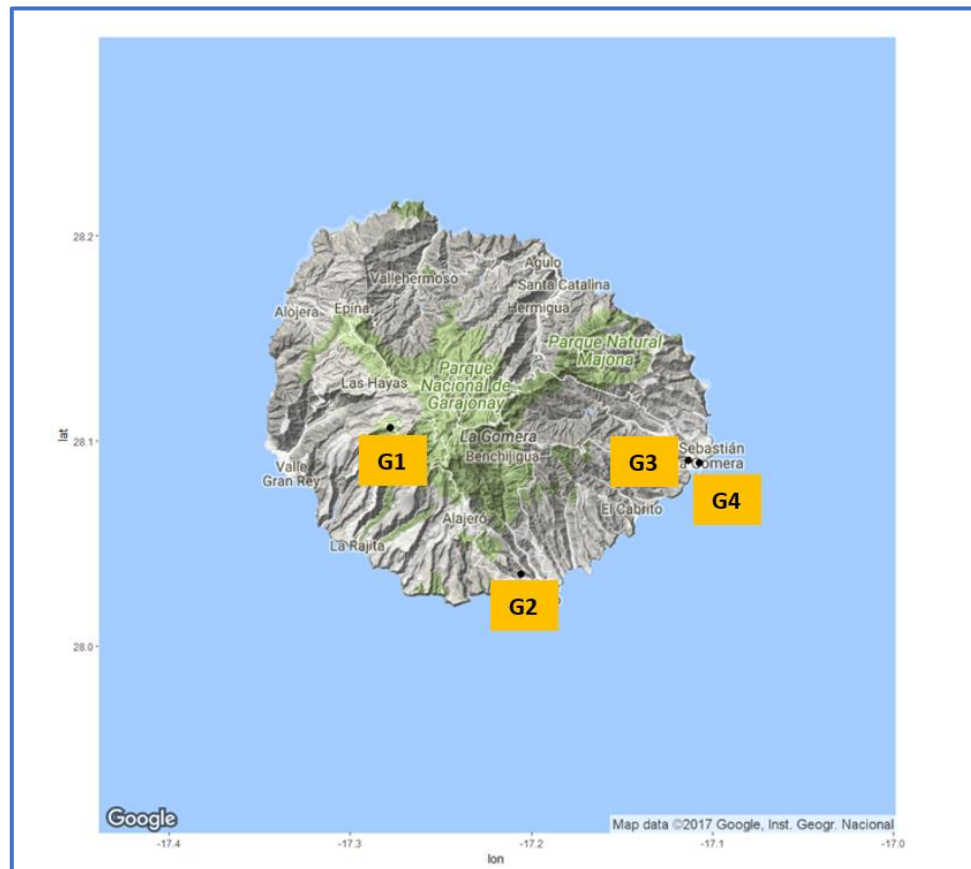 28.2
28.1
28.0
lat
Agulo
Vallehermoso
Santa Catalina
Hermigua
Alojera
Epina
Parque Natural
Majona
Parque
Nacional de
Garajonay
Las Hayas
La Gomera
Benchijigua
G1
Valle
Gran Rey
G3
Sebastián
Gomera
G4
El Cabrito
Alajero
La Rajita
G2
Google
Map data ©2017 Google, Inst. Geogr. Nacional
-17.4
-17.3
-17.2
-17.1
-17.0
lon